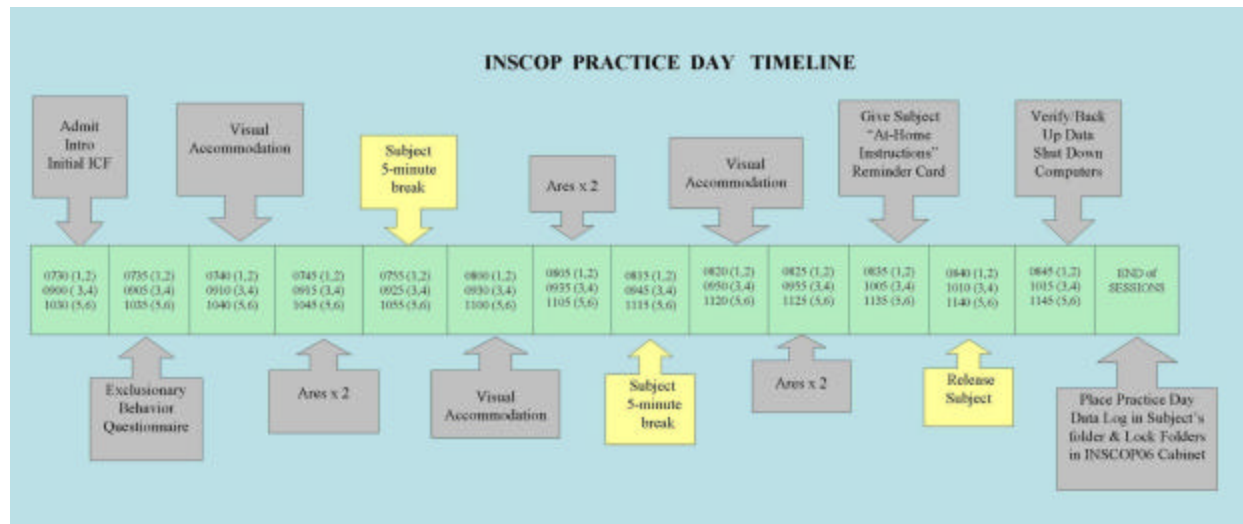 INSCOP PRACTICE DAY TIMELINE
Admit
Intro
Initial ICF
Visual
Accommodation
Subject
5-minute
break
Ares x 2
Visual
Accommodation
Give Subject
“At-Home
Instructions”
Reminder Card
Verify/Back
Up Data
Shut Down
Computers
0730 (1,2)
0900 ( 3,4)
1030 (5,6)
0735 (1,2)
0905 (3,4)
1035 (5,6)
0740 (1,2)
0910 (3,4)
1040 (5,6)
0745 (1,2)
0915 (3,4)
1045 (5,6)
0755 (1,2)
0925 (3,4)
1055 (5,6)
0800 (1,2)
0930 (3,4)
1100 (5,6)
0805 (1,2)
0935 (3,4)
1105 (5,6)
0815 (1,2)
0945 (3,4)
1115 (5,6)
0820 (1,2)
0950 (3,4)
1120 (5,6)
0825 (1,2)
0955 (3,4)
1125 (5,6)
0835 (1,2)
1005 (3,4)
1135 (5,6)
0840 (1,2)
1010 (3,4)
1140 (5,6)
0845 (1,2)
1015 (3,4)
1145 (5,6)
END of
SESSIONS
Exclusionary
Behavior
Questionnaire
Ares x 2
Visual
Accommodation
Subject
5-minute
break
Ares x 2
Release
Subject
Place Practice Day
Data Log in Subject's
folder & Lock Folders
in INSCOP06 Cabinet